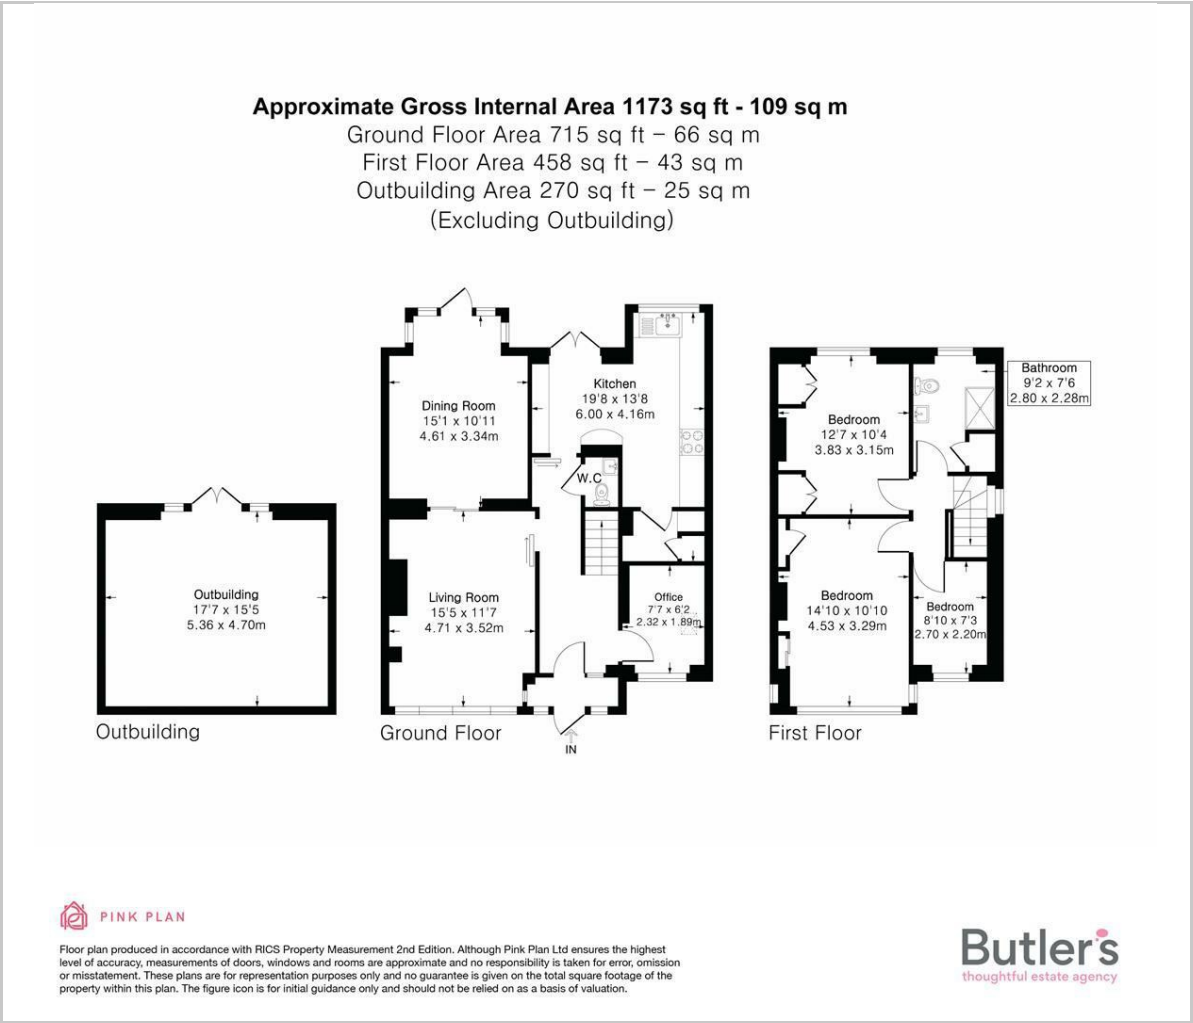 Approximate Gross Internal Area 1173 sq ft - 109 sq m
Ground Floor Area 715 sq ft – 66 sq m
First Floor Area 458 sq ft – 43 sq m
Outbuilding Area 270 sq ft – 25 sq m
(Excluding Outbuilding)
Outbuilding
17'7 x 15'5
5.36 x 4.70m
Outbuilding
Dining Room
15'1 x 10'11
4.61 x 3.34m
Kitchen
19'8 x 13'8
6.00 x 4.16m
W.C
Living Room
15'5 x 11'7
4.71 x 3.52m
Office
7'7 x 6'2
2.32 x 1.89m
Ground Floor
IN
Bathroom
9'2 x 7'6
2.80 x 2.28m
Bedroom
12'7 x 10'4
3.83 x 3.15m
Bedroom
14'10 x 10'10
4.53 x 3.29m
Bedroom
8'10 x 7'3
2.70 x 2.20m
First Floor
PINK PLAN
Floor plan produced in accordance with RICS Property Measurement 2nd Edition. Although Pink Plan Ltd ensures the highest
level of accuracy, measurements of doors, windows and rooms are approximate and no responsibility is taken for error, omission
or misstatement. These plans are for representation purposes only and no guarantee is given on the total square footage of the
property within this plan. The figure icon is for initial guidance only and should not be relied on as a basis of valuation.
Butler's
thoughtful estate agency